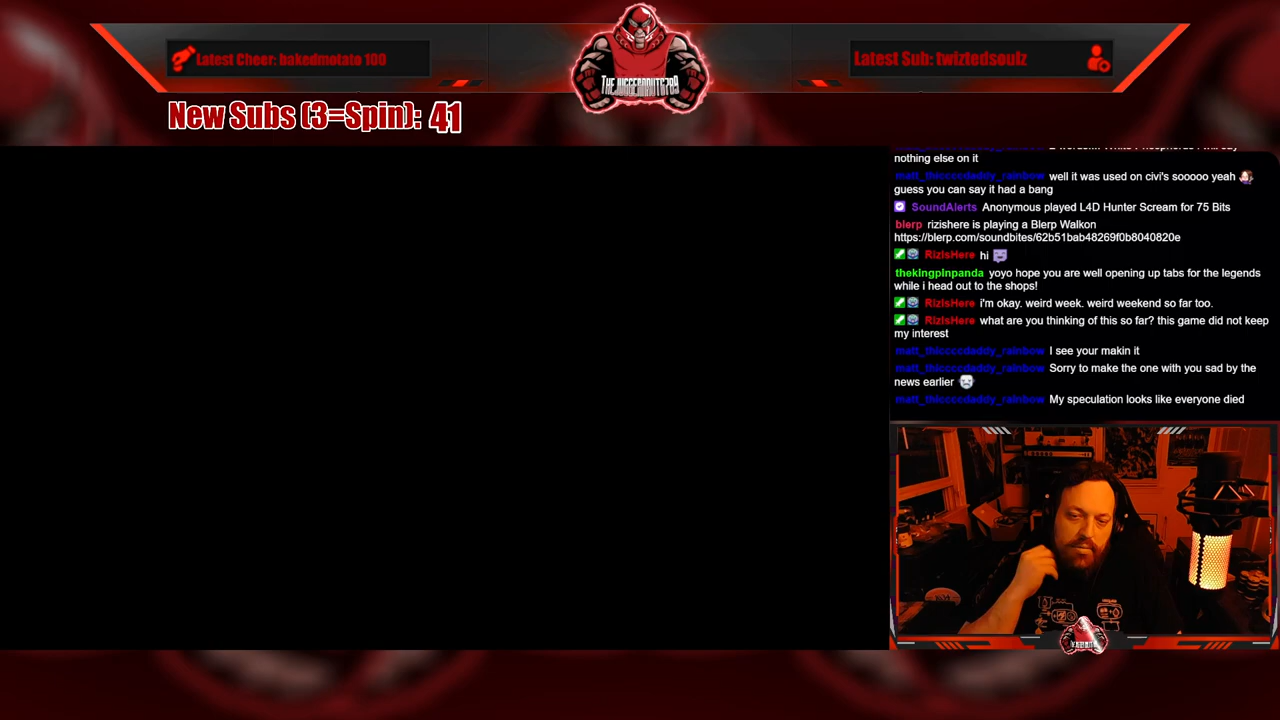 Latest Cheer: bakedmotato 100
THEJUGGERNAUT6789
Latest Sub: twiztedsoulz
New Subs (3=Spin): 41
nothing else on it
matt_thiccccdaddy_rainbow well it was used on civi's sooooo yeah
guess you can say it had a bang
SoundAlerts Anonymous played L4D Hunter Scream for 75 Bits
blerp rizishere is playing a Blerp Walkon
https://blerp.com/soundbites/62b51bab48269f0b8040820e
RizIsHere hi
thekingpinpanda yoyo hope you are well opening up tabs for the legends
while i head out to the shops!
RizIsHere i'm okay. weird week. weird weekend so far too.
RizIsHere what are you thinking of this so far? this game did not keep
my interest
matt_thiccccdaddy_rainbow I see your makin it
matt_thiccccdaddy_rainbow Sorry to make the one with you sad by the
news earlier
matt_thiccccdaddy_rainbow My speculation looks like everyone died